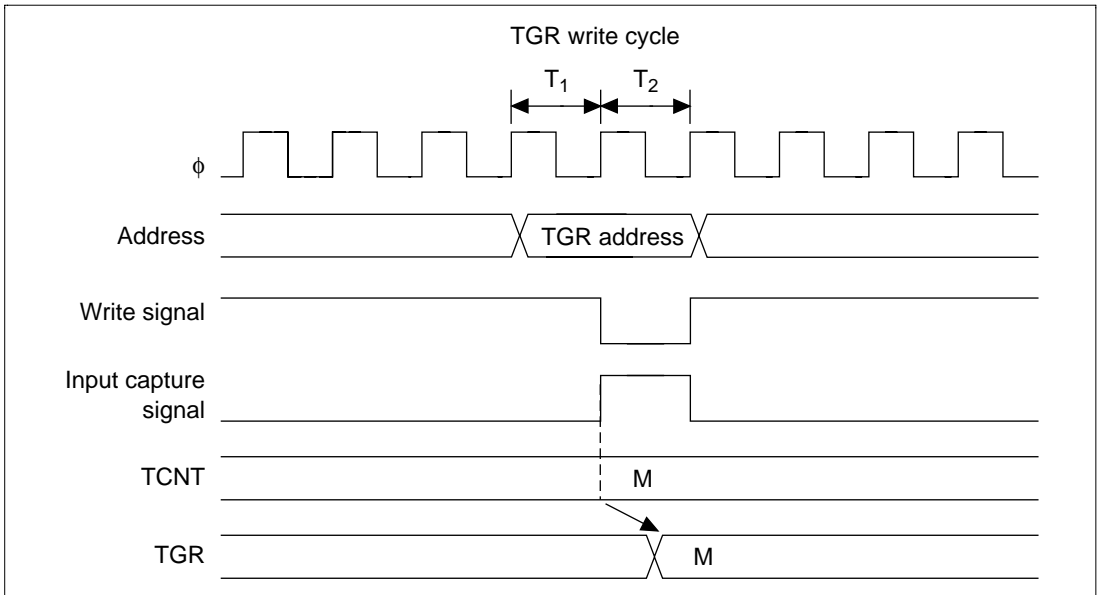 TGR write cycle
T1 T2
ϕ
Address
TGR address
Write signal
Input capture
signal
TCNT
M
TGR
M